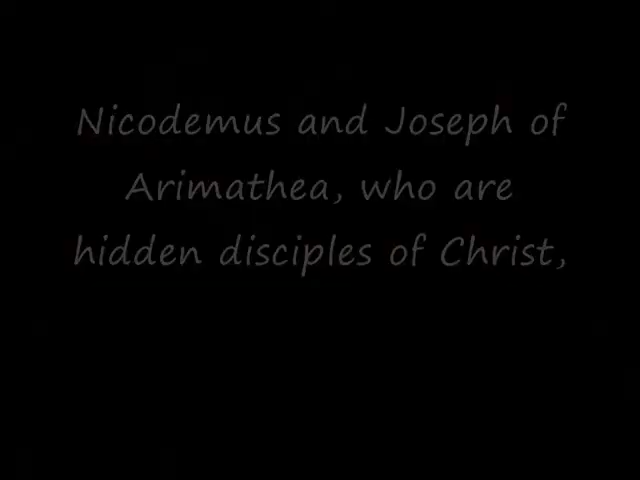 Nicodemus and Joseph of
Arimathea, who are
hidden disciples of Christ,